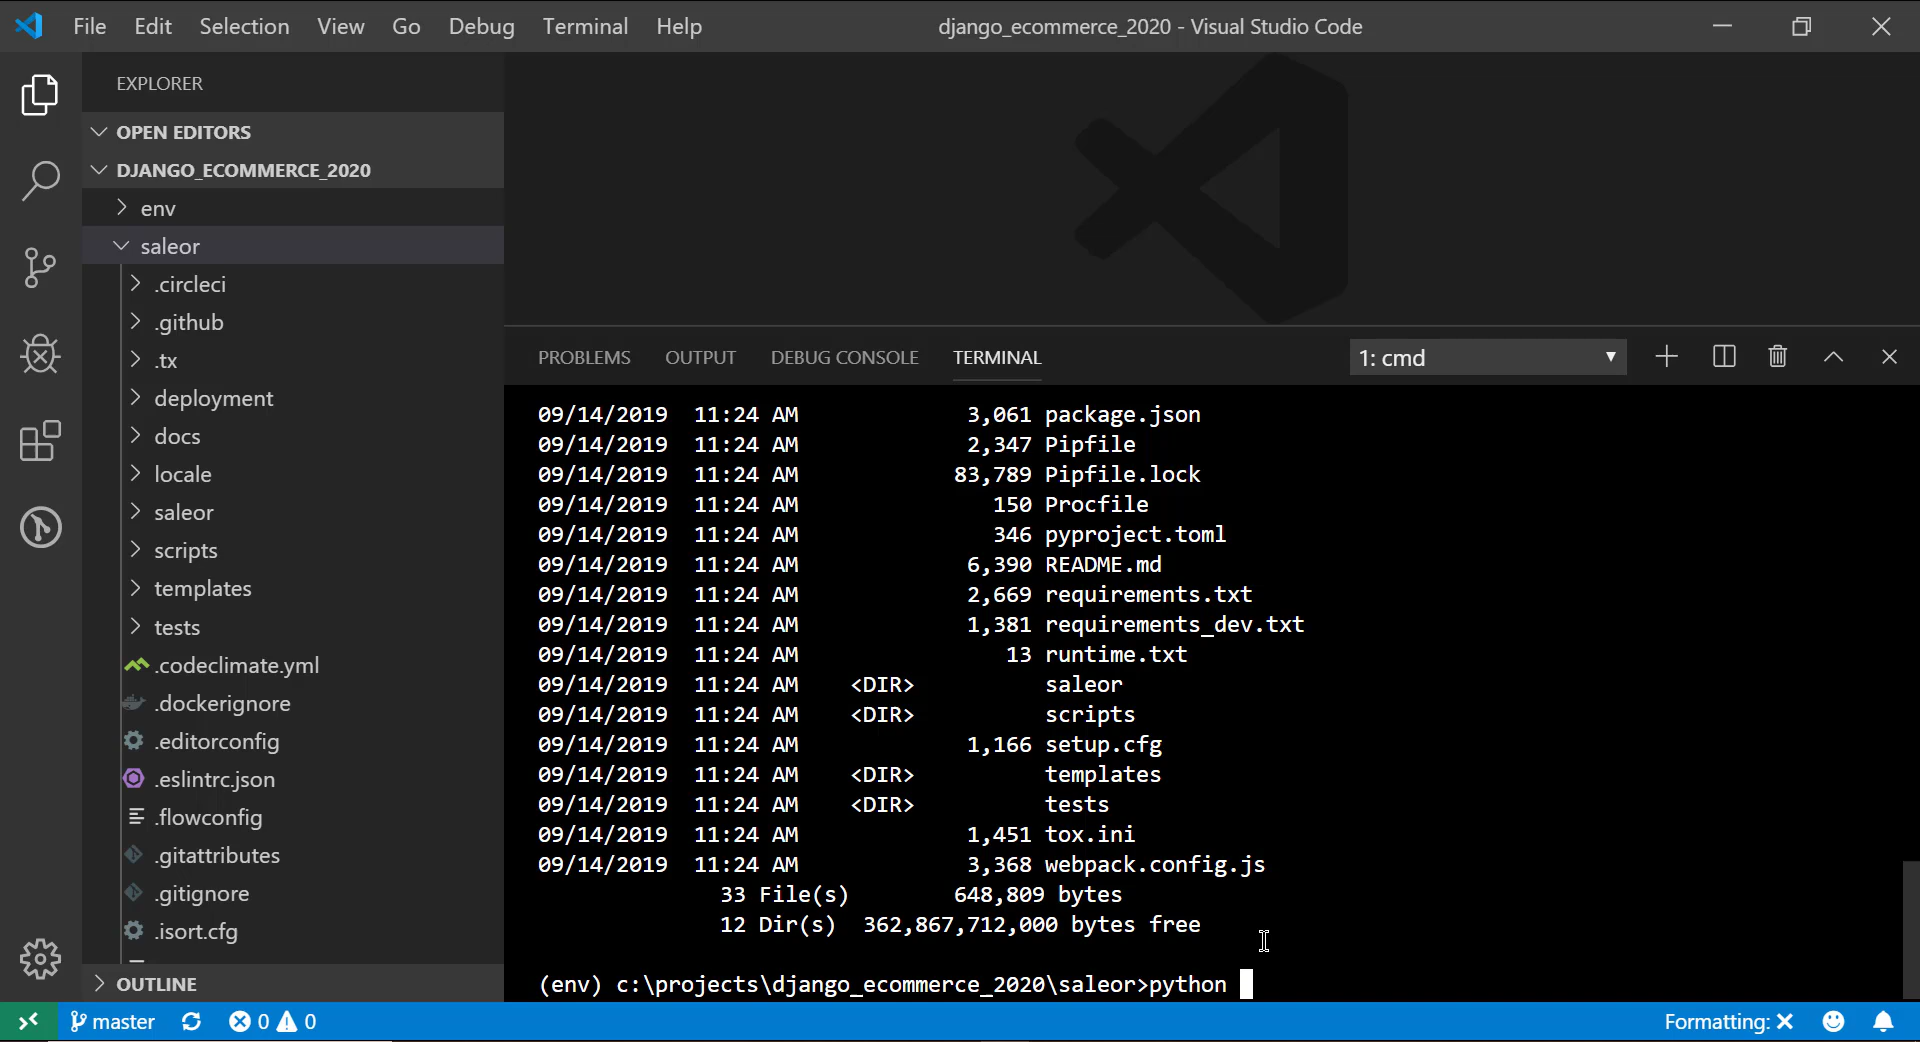 File Edit Selection View Go Debug Terminal Help django_ecommerce_2020 - Visual Studio Code
EXPLORER
OPEN EDITORS
DJANGO_ECOMMERCE_2020
env
saleor
.circleci
.github
.tx
deployment
docs
locale
saleor
scripts
templates
tests
.codeclimate.yml
.dockerignore
.editorconfig
.eslintrc.json
.flowconfig
.gitattributes
.gitignore
.isort.cfg
OUTLINE
PROBLEMS OUTPUT DEBUG CONSOLE TERMINAL 1: cmd
09/14/2019 11:24 AM 3,061 package.json
09/14/2019 11:24 AM 2,347 Pipfile
09/14/2019 11:24 AM 83,789 Pipfile.lock
09/14/2019 11:24 AM 150 Procfile
09/14/2019 11:24 AM 346 pyproject.toml
09/14/2019 11:24 AM 6,390 README.md
09/14/2019 11:24 AM 2,669 requirements.txt
09/14/2019 11:24 AM 1,381 requirements_dev.txt
09/14/2019 11:24 AM 13 runtime.txt
09/14/2019 11:24 AM <DIR> saleor
09/14/2019 11:24 AM <DIR> scripts
09/14/2019 11:24 AM 1,166 setup.cfg
09/14/2019 11:24 AM <DIR> templates
09/14/2019 11:24 AM <DIR> tests
09/14/2019 11:24 AM 1,451 tox.ini
09/14/2019 11:24 AM 3,368 webpack.config.js
33 File(s) 648,809 bytes
12 Dir(s) 362,867,712,000 bytes free
(env) c:\projects\django_ecommerce_2020\saleor>python
master 0 0 Formatting: